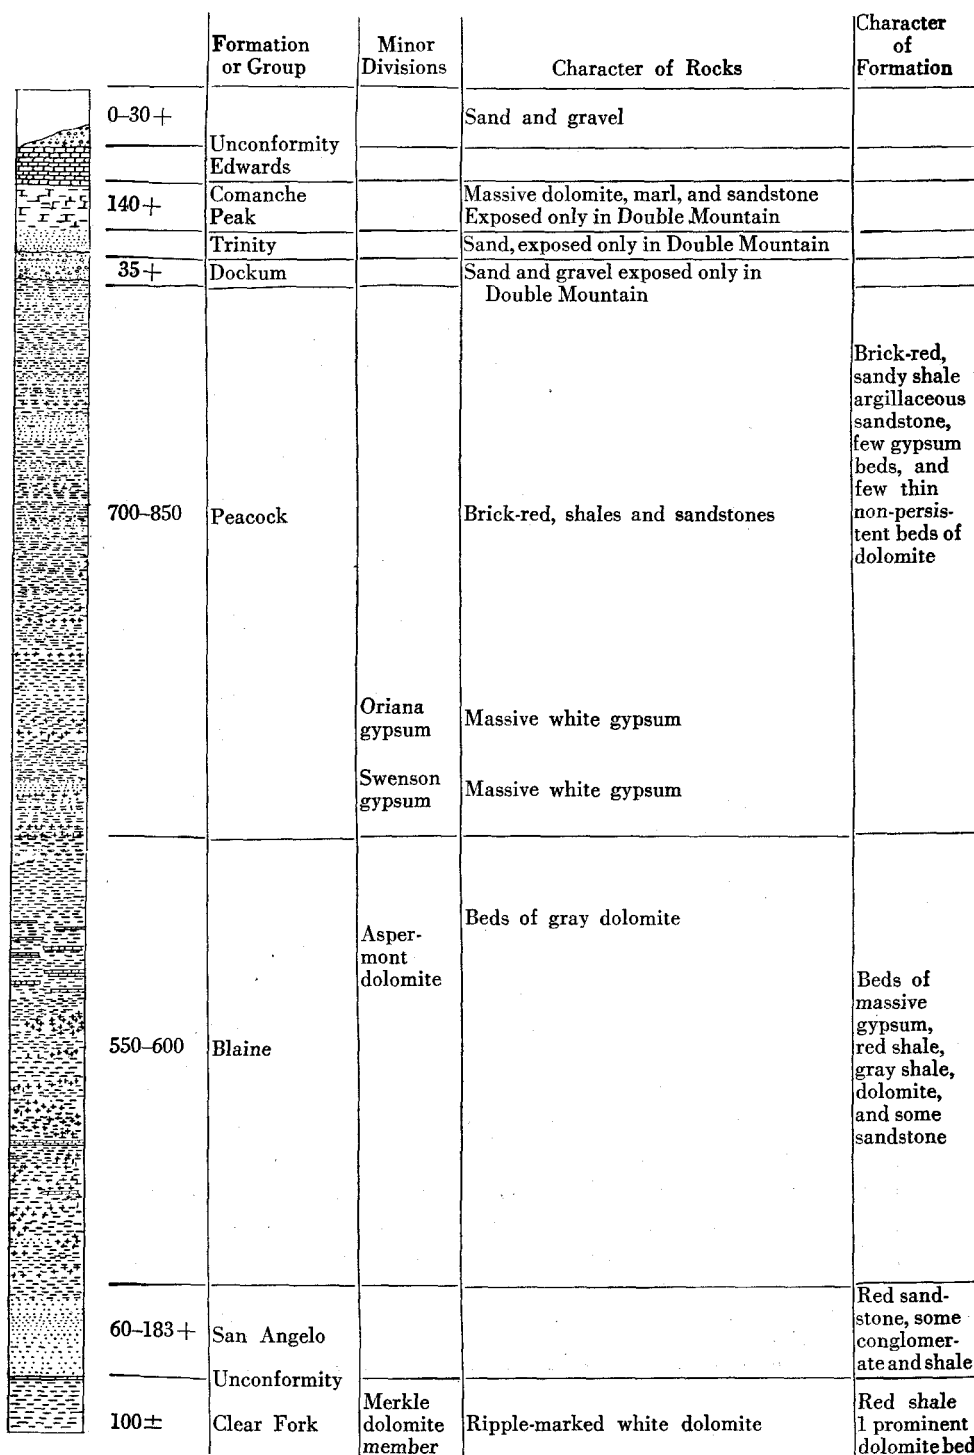 Formation
or Group
Minor
Divisions
Character of Rocks
Character
of
Formation
0–30+
Sand and gravel
Unconformity
Edwards
140+
Comanche
Peak
Massive dolomite, marl, and sandstone
Exposed only in Double Mountain
Trinity
Sand, exposed only in Double Mountain
35+
Dockum
Sand and gravel exposed only in
Double Mountain
700–850
Peacock
Brick-red, shales and sandstones
Brick-red,
sandy shale
argillaceous
sandstone,
few gypsum
beds, and
few thin
non-persis-
tent beds of
dolomite
Oriana
gypsum
Massive white gypsum
Swenson
gypsum
Massive white gypsum
550–600
Blaine
Asper-
mont
dolomite
Beds of gray dolomite
Beds of
massive
gypsum,
red shale,
gray shale,
dolomite,
and some
sandstone
60–183+
San Angelo
Red sand-
stone, some
conglomer-
ate and shale
Unconformity
100±
Clear Fork
Merkle
dolomite
member
Ripple-marked white dolomite
Red shale
1 prominent
dolomite bed